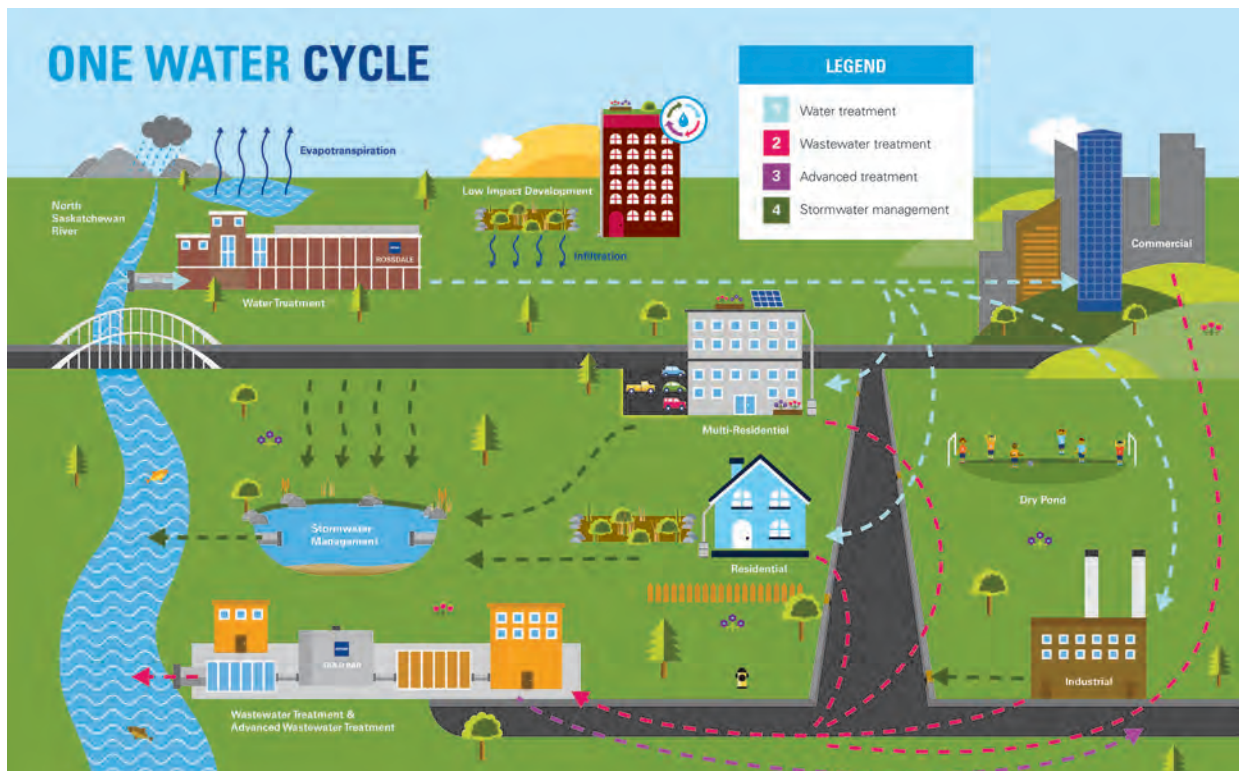 ONE WATER CYCLE
LEGEND
1 Water treatment
2 Wastewater treatment
3 Advanced treatment
4 Stormwater management
Evapotranspiration
North
Saskatchewan
River
Low Impact Development
Commercial
ROSSDALE
Infiltration
Water Treatment
Multi-Residential
Dry Pond
Stormwater
Management
Residential
GOLD BAR
Industrial
Wastewater Treatment &
Advanced Wastewater Treatment